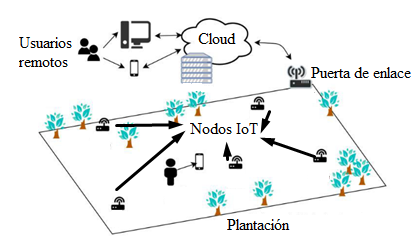 Usuarios
remotos
Cloud
Puerta de enlace
Nodos IoT
Plantación